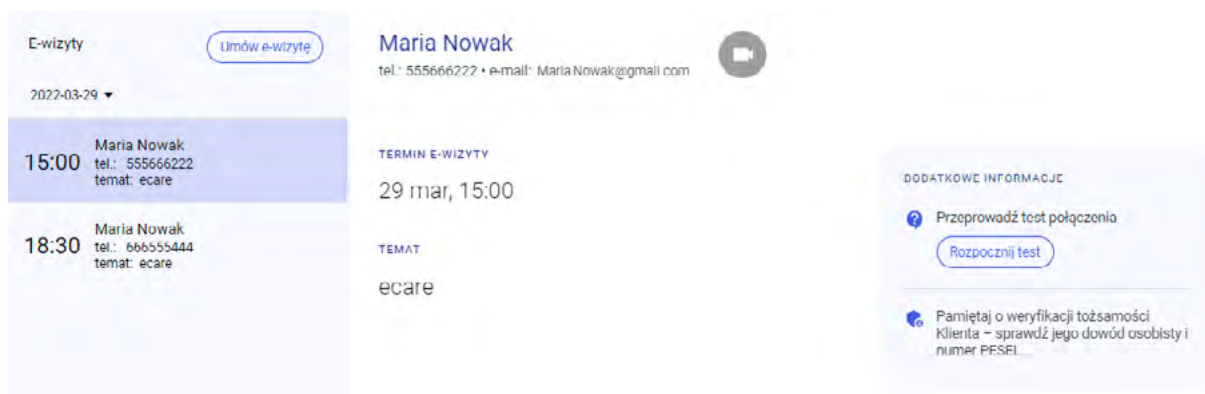 E-wizyty
Umów e-wizytę
2022-03-29
15:00
Maria Nowak
tel.: 555666222
temat: ecare
18:30
Maria Nowak
tel.: 666555444
temat: ecare
Maria Nowak
tel.: 555666222 • e-mail: MariaNowak@gmail.com
TERMIN E-WIZYTY
29 mar, 15:00
TEMAT
ecare
DODATKOWE INFORMACJE
Przeprowadź test połączenia
Rozpocznij test
Pamiętaj o weryfikacji tożsamości
Klienta – sprawdź jego dowód osobisty i
numer PESEL